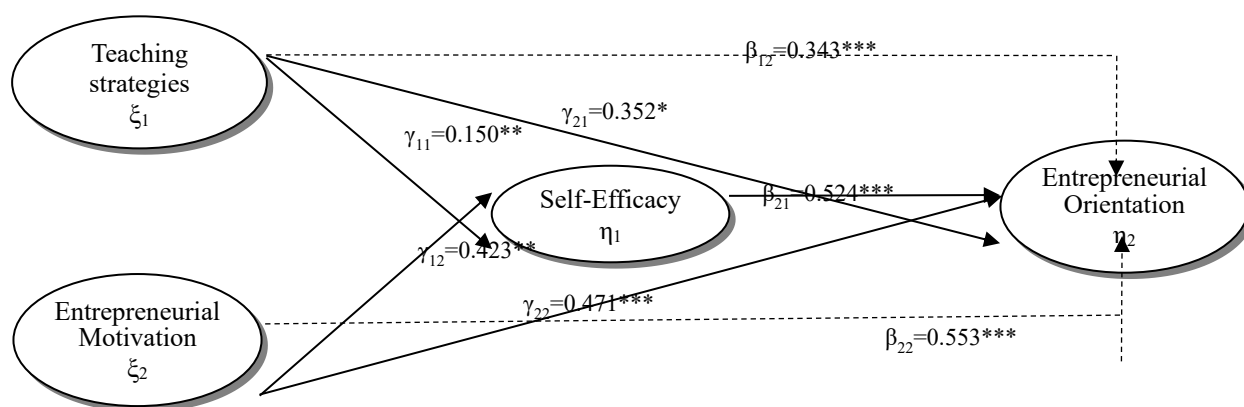 Teaching
strategies
ξ1
β12=0.343***
γ21=0.352*
γ11=0.150**
Self-Efficacy
η1
β21=0.524***
Entrepreneurial
Orientation
η2
γ12=0.423**
Entrepreneurial
Motivation
ξ2
γ22=0.471***
β22=0.553***